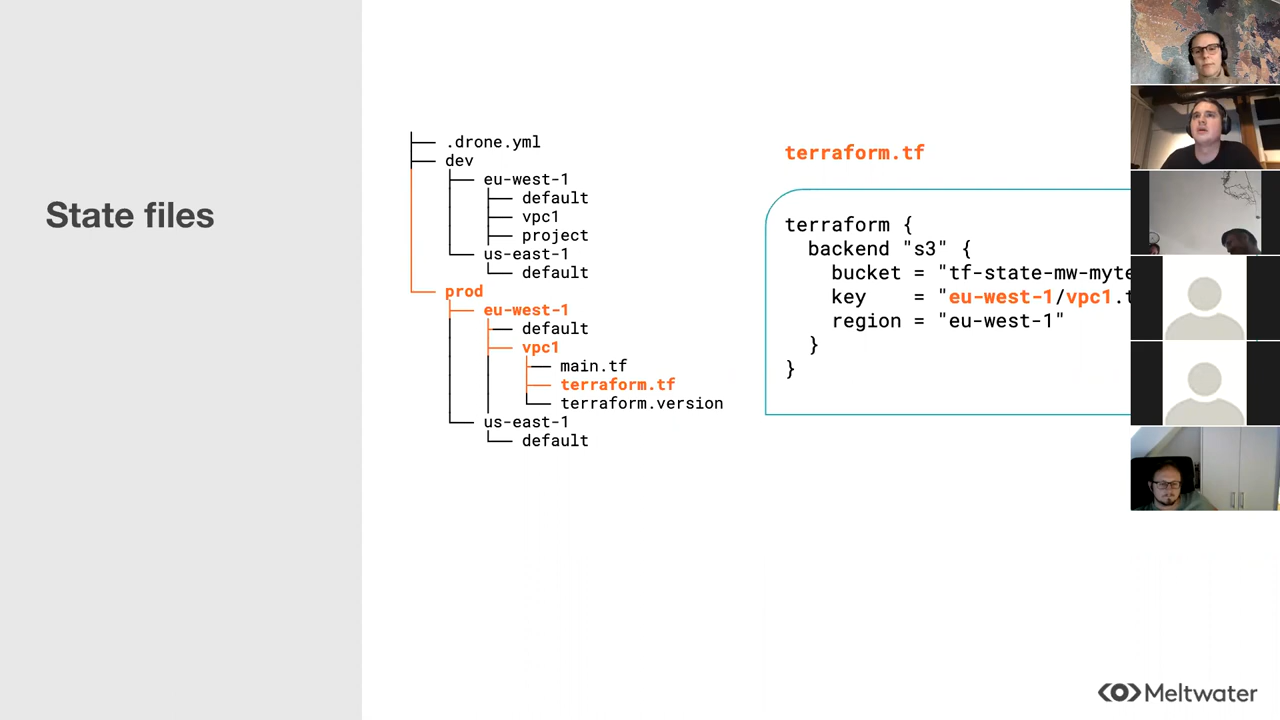 State files
├── .drone.yml
├── dev
│   ├── eu-west-1
│   │   ├── default
│   │   ├── vpc1
│   │   ├── project
│   └── us-east-1
│       └── default
└── prod
    ├── eu-west-1
    │   ├── default
    │   ├── vpc1
    │   │   ├── main.tf
    │   │   ├── terraform.tf
    │   │   └── terraform.version
    └── us-east-1
        └── default
terraform.tf
terraform {
  backend "s3" {
    bucket = "tf-state-mw-myte
    key    = "eu-west-1/vpc1.t
    region = "eu-west-1"
  }
}
Meltwater